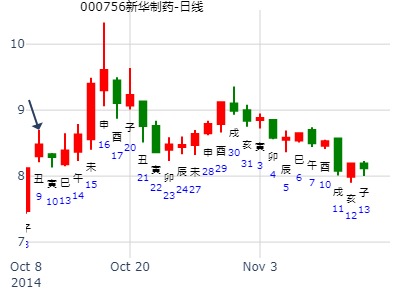 000756新华制药-日线
10
9
8
7
丑
9
寅
10
巳
13
午
14
未
15
申
16
酉
17
子
20
丑
21
寅
22
卯
23
辰
24
未
27
申
28
酉
29
戌
30
亥
31
寅
3
卯
4
辰
5
巳
6
午
7
酉
10
戌
11
亥
12
子
13
Oct 8
2014
Oct 20
Nov 3